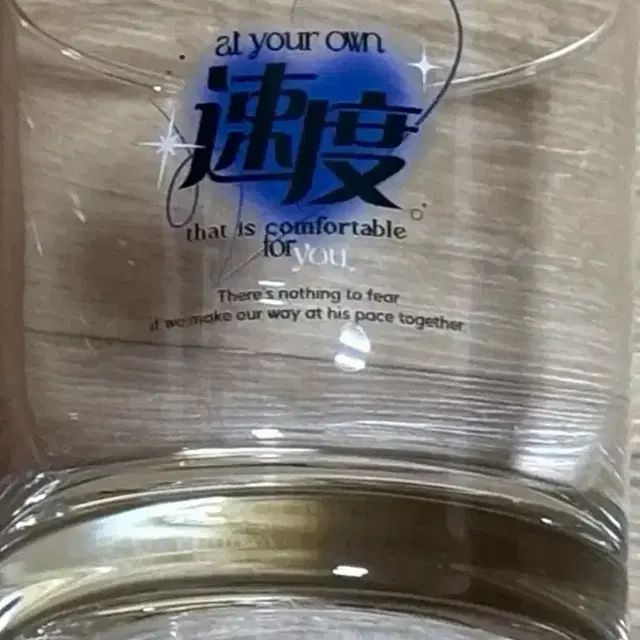 at your own
速度
that is comfortable
for you.
There's nothing to fear
if we make our way at his pace together